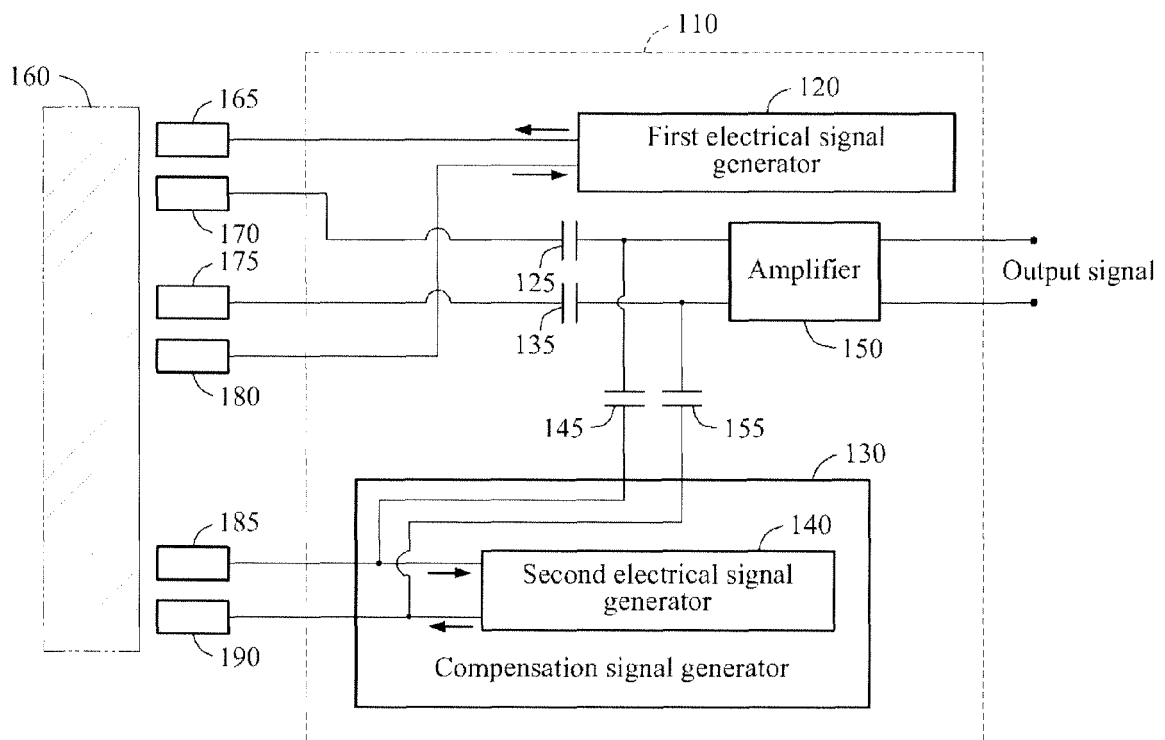 110
160
165
120
First electrical signal
generator
170
175
125
Amplifier
Output signal
135
150
180
145
155
130
185
140
Second electrical signal
generator
190
Compensation signal generator